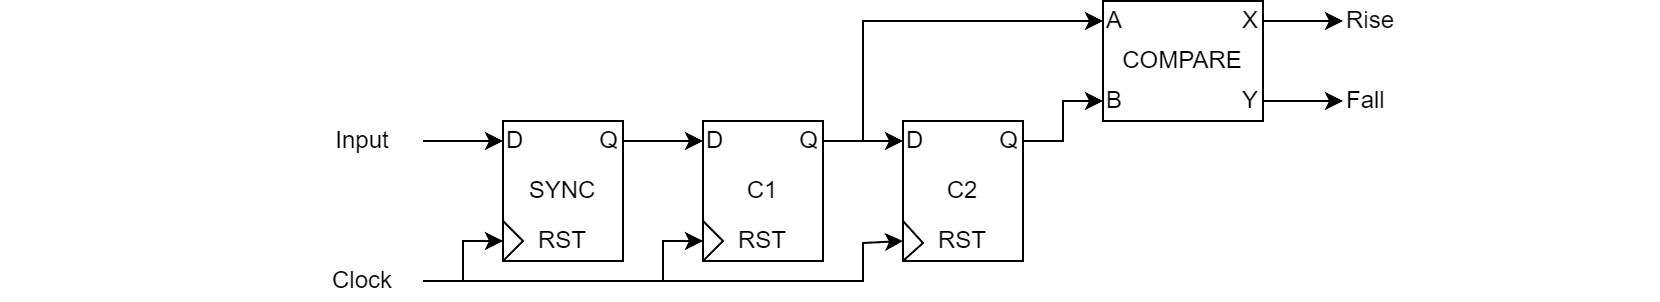 A X Rise
COMPARE
B Y Fall
Input D Q D Q D Q
SYNC C1 C2
RST RST RST
Clock